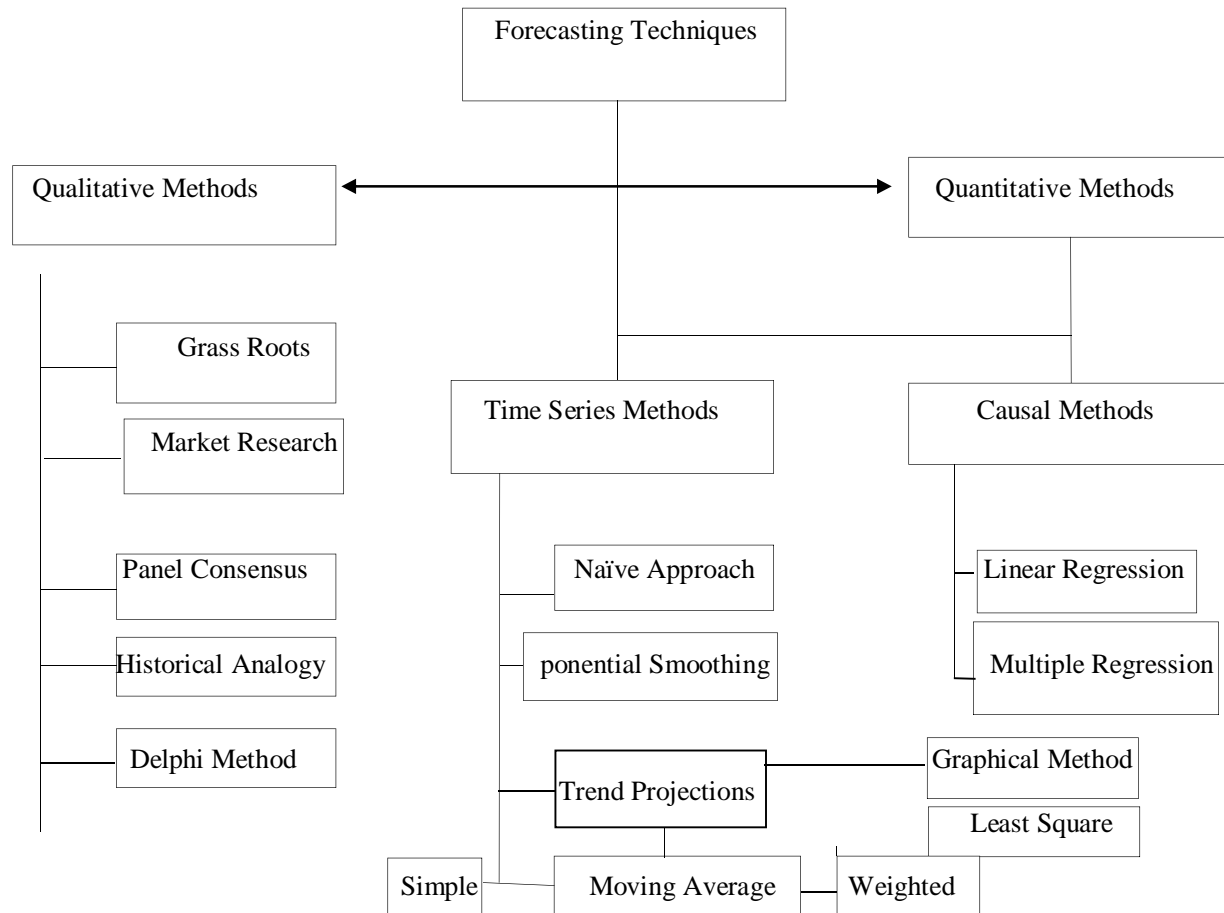 Forecasting Techniques
Qualitative Methods
Quantitative Methods
Grass Roots
Market Research
Panel Consensus
Historical Analogy
Delphi Method
Time Series Methods
Naïve Approach
ponential Smoothing
Trend Projections
Graphical Method
Least Square
Simple
Moving Average
Weighted
Causal Methods
Linear Regression
Multiple Regression